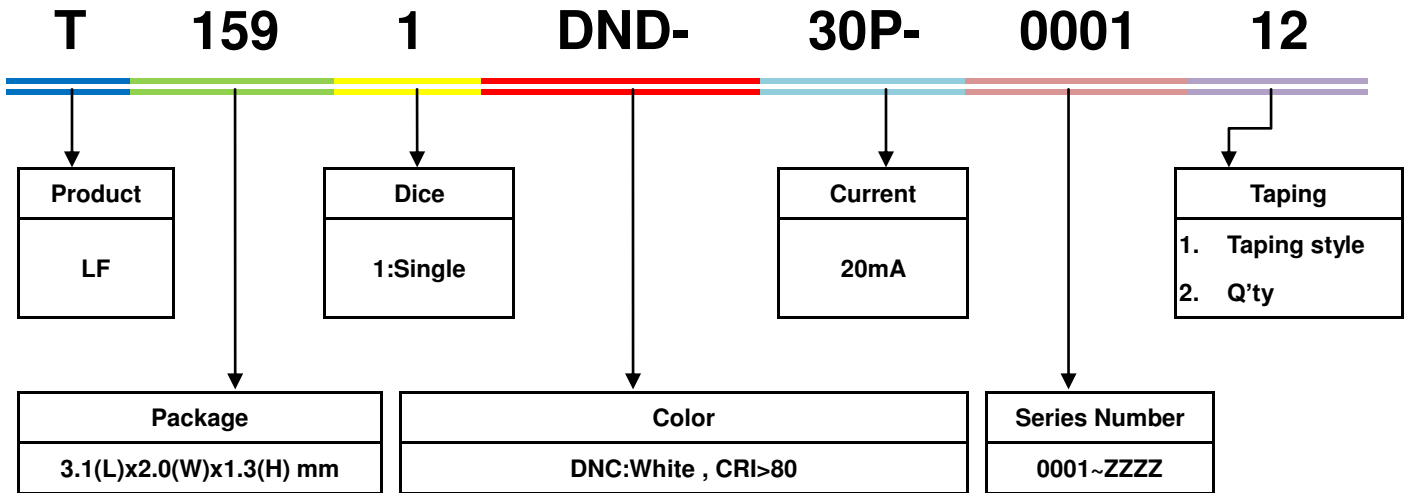 T 159 1 DND- 30P- 0001 12
Product
LF
Dice
1:Single
Current
20mA
Taping
1. Taping style
2. Q’ty
Package
3.1(L)x2.0(W)x1.3(H) mm
Color
DNC:White , CRI>80
Series Number
0001~ZZZZ